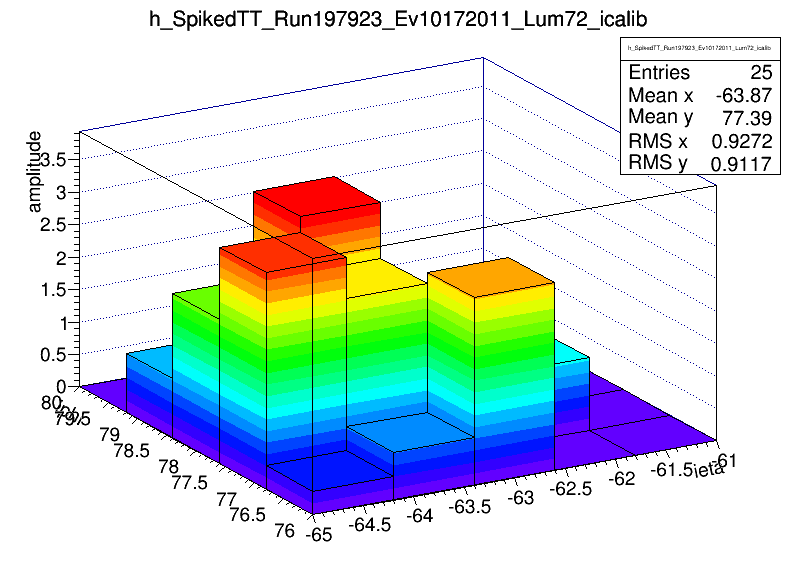 h_SpikedTT_Run197923_Ev10172011_Lum72_icalib
h_SpikedTT_Run197923_Ev10172011_Lum72_icalib
Entries 25
Mean x -63.87
Mean y 77.39
RMS x 0.9272
RMS y 0.9117
amplitude
3.5
3
2.5
2
1.5
1
0.5
0
80
79.5
79
78.5
78
77.5
77
76.5
76
-65
-64.5
-64
-63.5
-63
-62.5
-62
-61.5
-61
ieta